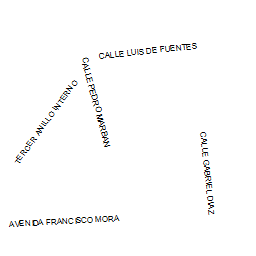 CALLE LUIS DE FUENTES
CALLE PEDRO MARBAN
TERCER ANILLO INTERNO
CALLE GABRIEL DIAZ
AVENIDA FRANCISCO MORA